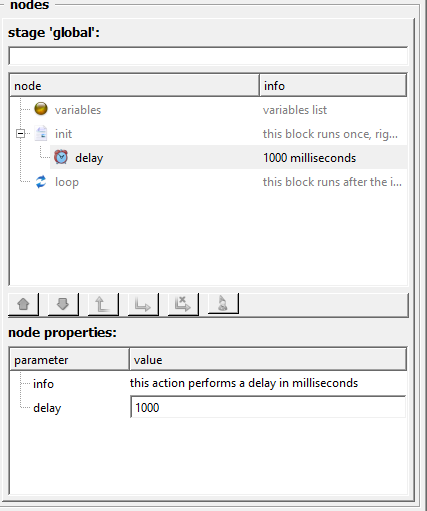 nodes
stage 'global':
node info
variables variables list
init this block runs once, rig...
delay 1000 milliseconds
loop this block runs after the i...
node properties:
parameter value
info this action performs a delay in milliseconds
delay 1000